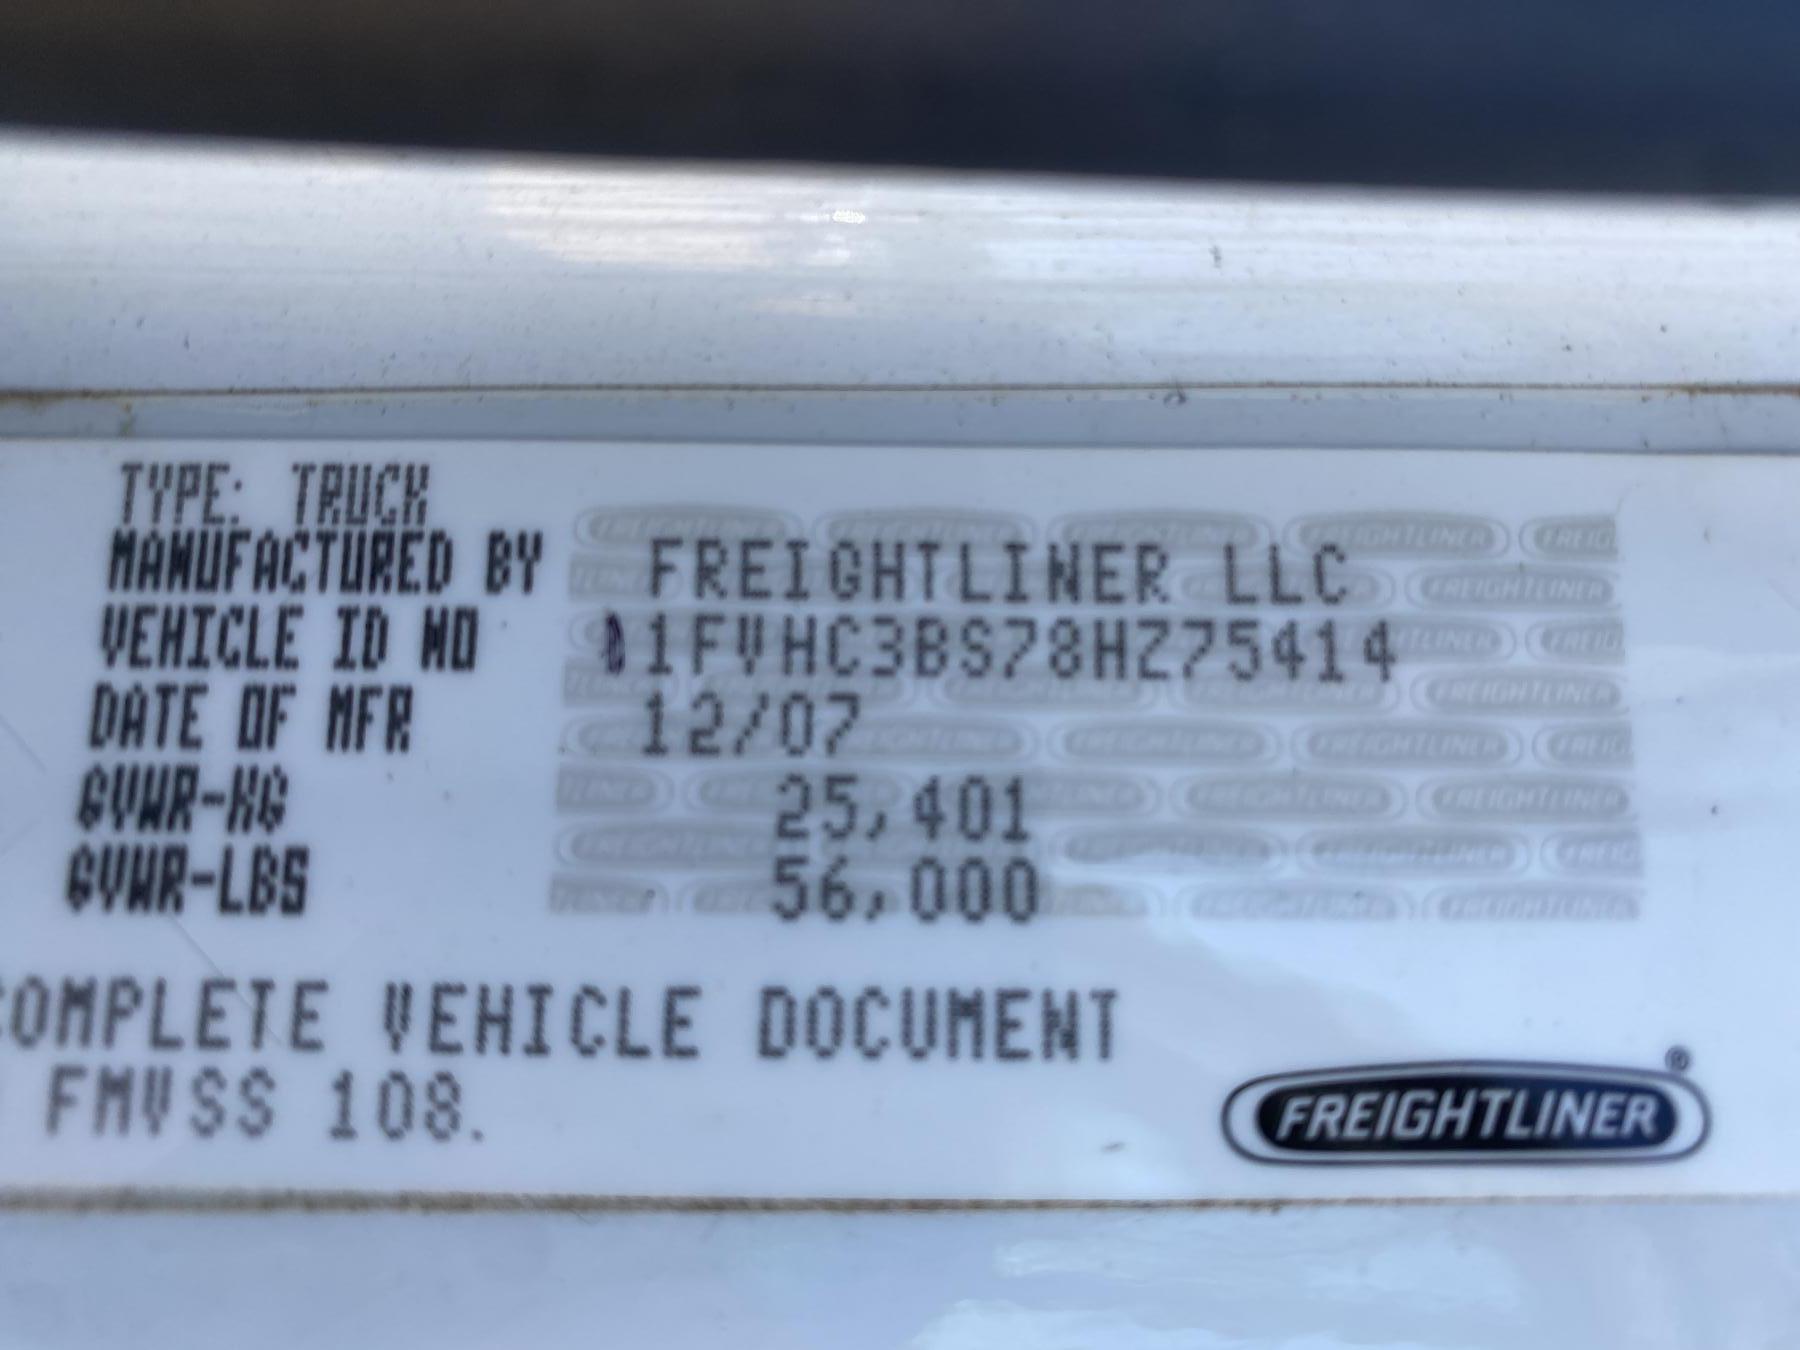 TYPE: TRUCK
MANUFACTURED BY FREIGHTLINER LLC
VEHICLE ID NO 1FVHC3BS78HZ75414
DATE OF MFR 12/07
GVWR-KG 25,401
GVWR-LBS 56,000
COMPLETE VEHICLE DOCUMENT
FMVSS 108.
FREIGHTLINER®